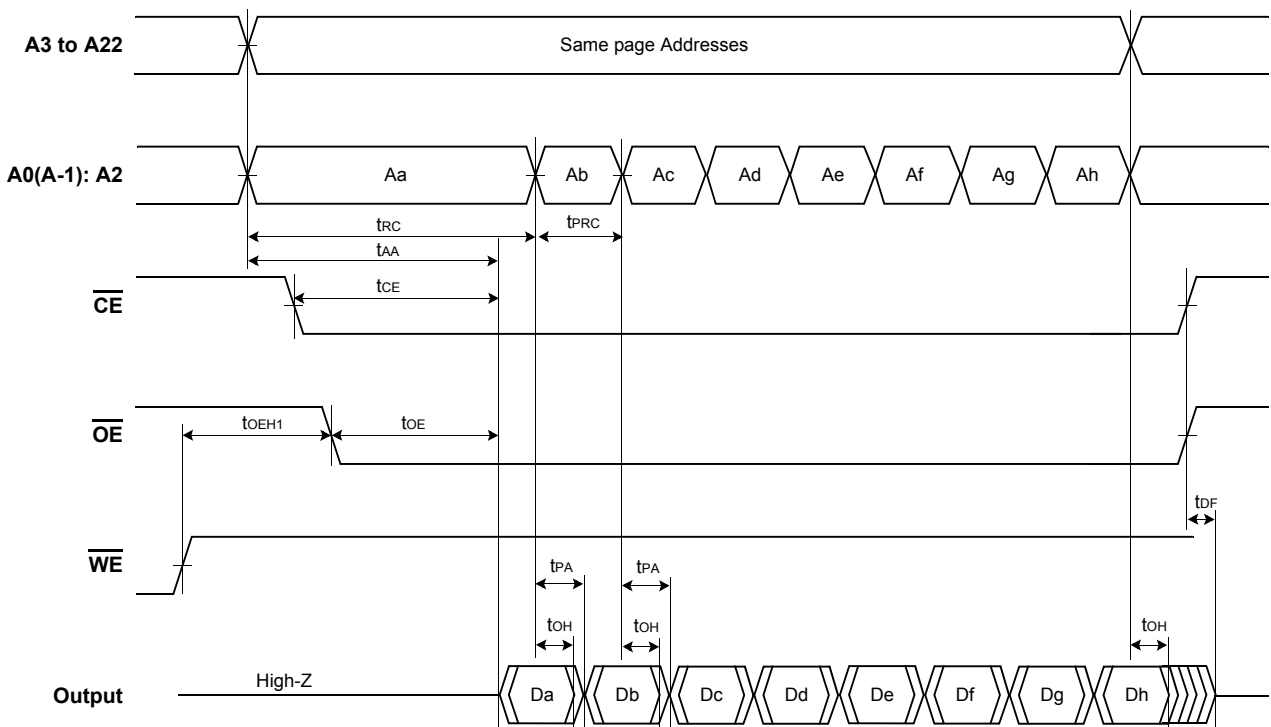 A3 to A22
Same page Addresses
A0(A-1): A2
Aa
Ab
Ac
Ad
Ae
Af
Ag
Ah
tRC
tPRC
tAA
CE
tCE
OE
tOEH1
tOE
tDF
WE
tPA
tPA
tOH
tOH
tOH
Output
High-Z
Da
Db
Dc
Dd
De
Df
Dg
Dh